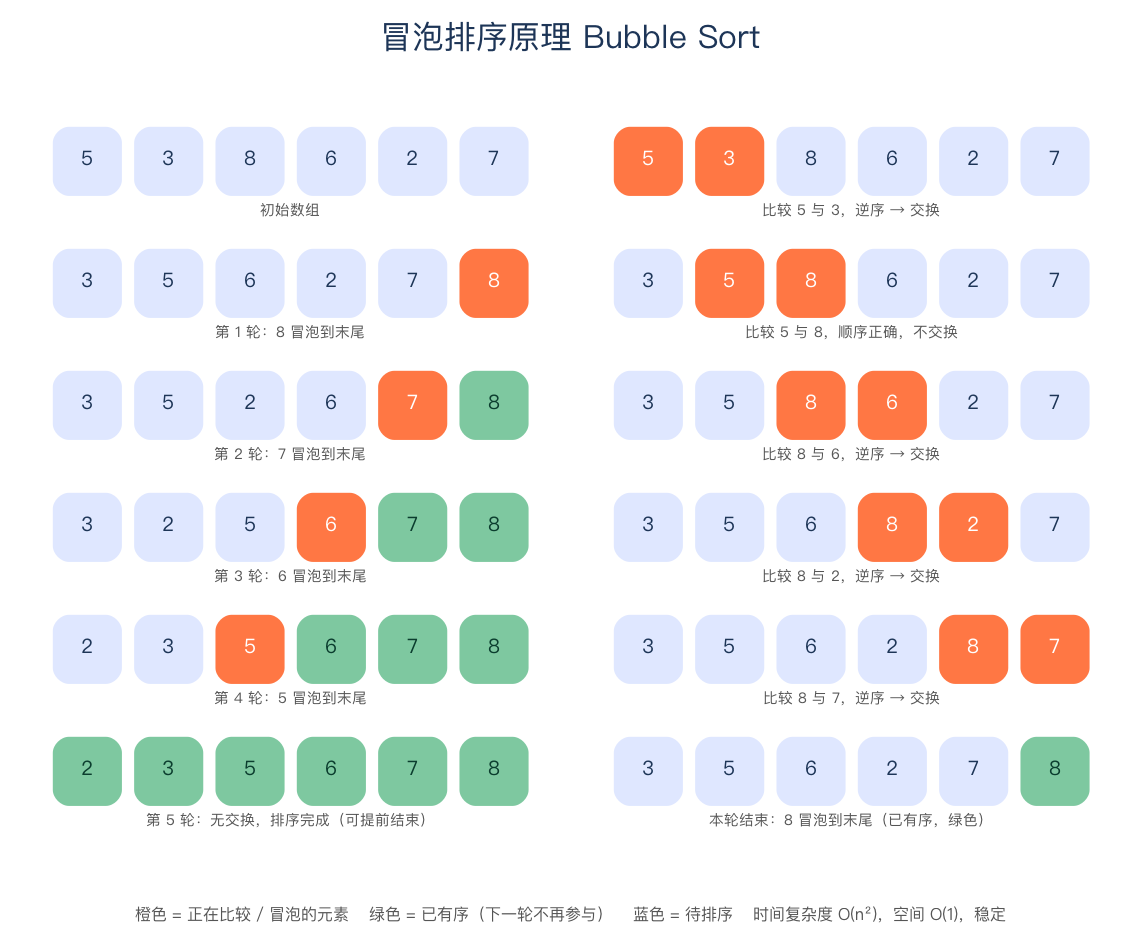 冒泡排序原理 Bubble Sort
5 3 8 6 2 7
初始数组
3 5 6 2 7 8
第 1 轮：8 冒泡到末尾
3 5 2 6 7 8
第 2 轮：7 冒泡到末尾
3 2 5 6 7 8
第 3 轮：6 冒泡到末尾
2 3 5 6 7 8
第 4 轮：5 冒泡到末尾
2 3 5 6 7 8
第 5 轮：无交换，排序完成（可提前结束）
5 3 8 6 2 7
比较 5 与 3，逆序 → 交换
3 5 8 6 2 7
比较 5 与 8，顺序正确，不交换
3 5 8 6 2 7
比较 8 与 6，逆序 → 交换
3 5 6 8 2 7
比较 8 与 2，逆序 → 交换
3 5 6 2 8 7
比较 8 与 7，逆序 → 交换
3 5 6 2 7 8
本轮结束：8 冒泡到末尾（已有序，绿色）
橙色 = 正在比较 / 冒泡的元素 绿色 = 已有序（下一轮不再参与） 蓝色 = 待排序 时间复杂度 O(n²)，空间 O(1)，稳定